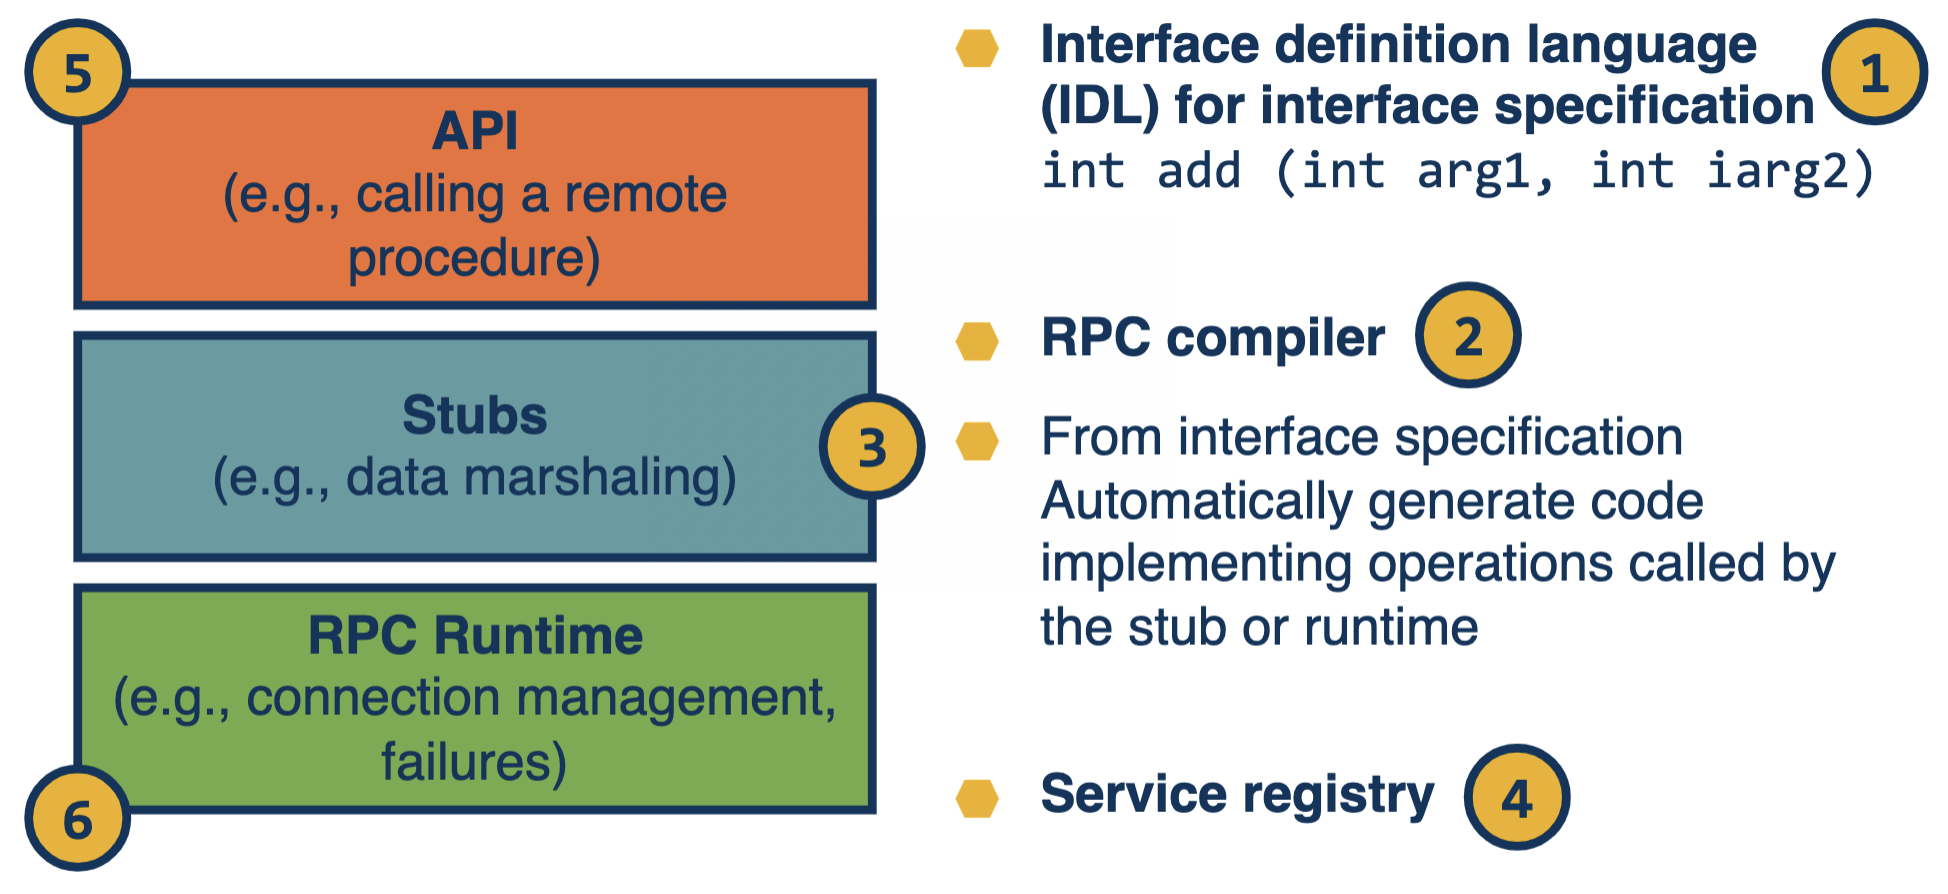 5
API
(e.g., calling a remote
procedure)
Stubs
(e.g., data marshaling)
3
RPC Runtime
(e.g., connection management,
failures)
6
Interface definition language
(IDL) for interface specification
1
int add (int arg1, int iarg2)
RPC compiler
2
From interface specification
Automatically generate code
implementing operations called by
the stub or runtime
Service registry
4